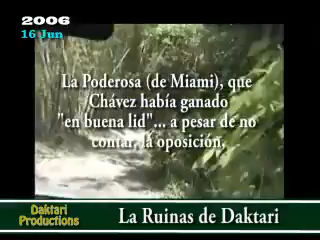 2006
16 Jun
La Poderosa (de Miami), que
Chávez había ganado
"en buena lid"... a pesar de no
contar, la oposición,
Daktari
Productions
La Ruinas de Daktari